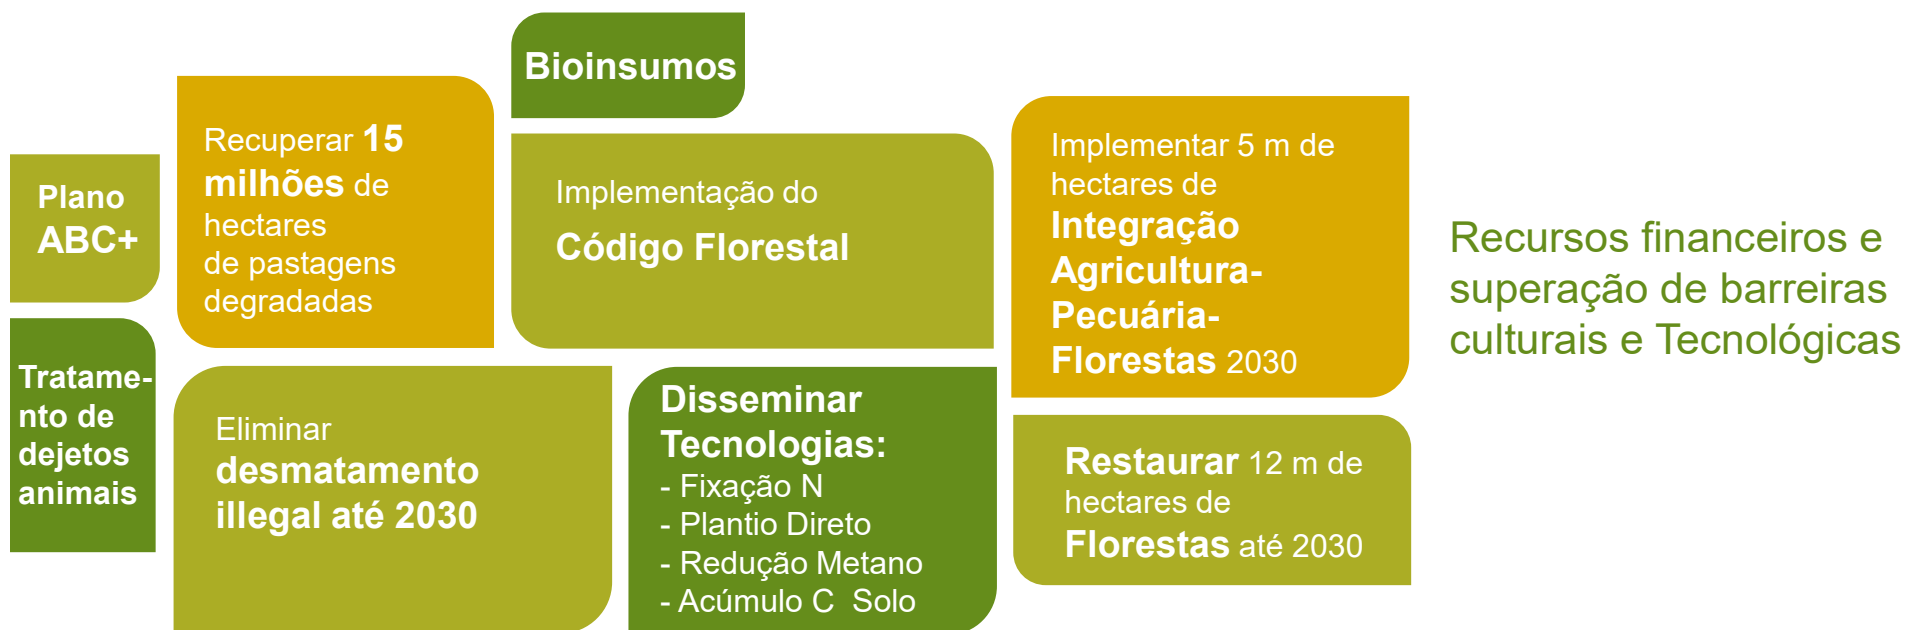 Plano
ABC+
Tratame-
nto de
dejetos
animais
Recuperar 15
milhões de
hectares
de pastagens
degradadas
Eliminar
desmatamento
illegal até 2030
Bioinsumos
Implementação do
Código Florestal
Disseminar
Tecnologias:
- Fixação N
- Plantio Direto
- Redução Metano
- Acúmulo C  Solo
Implementar 5 m de
hectares de
Integração
Agricultura-
Pecuária-
Florestas 2030
Restaurar 12 m de
hectares de
Florestas até 2030
Recursos financeiros e
superação de barreiras
culturais e Tecnológicas